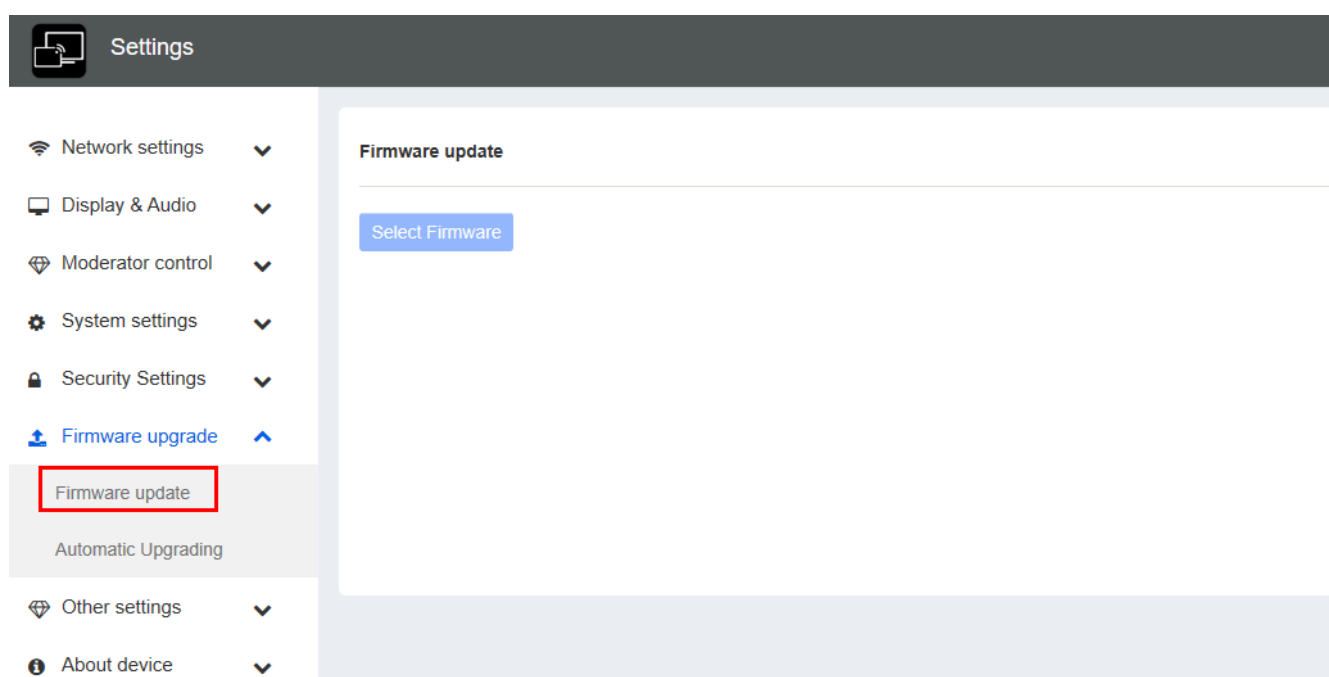 Settings
Network settings
Display & Audio
Moderator control
System settings
Security Settings
Firmware upgrade
Firmware update
Automatic Upgrading
Other settings
About device
Firmware update
Select Firmware